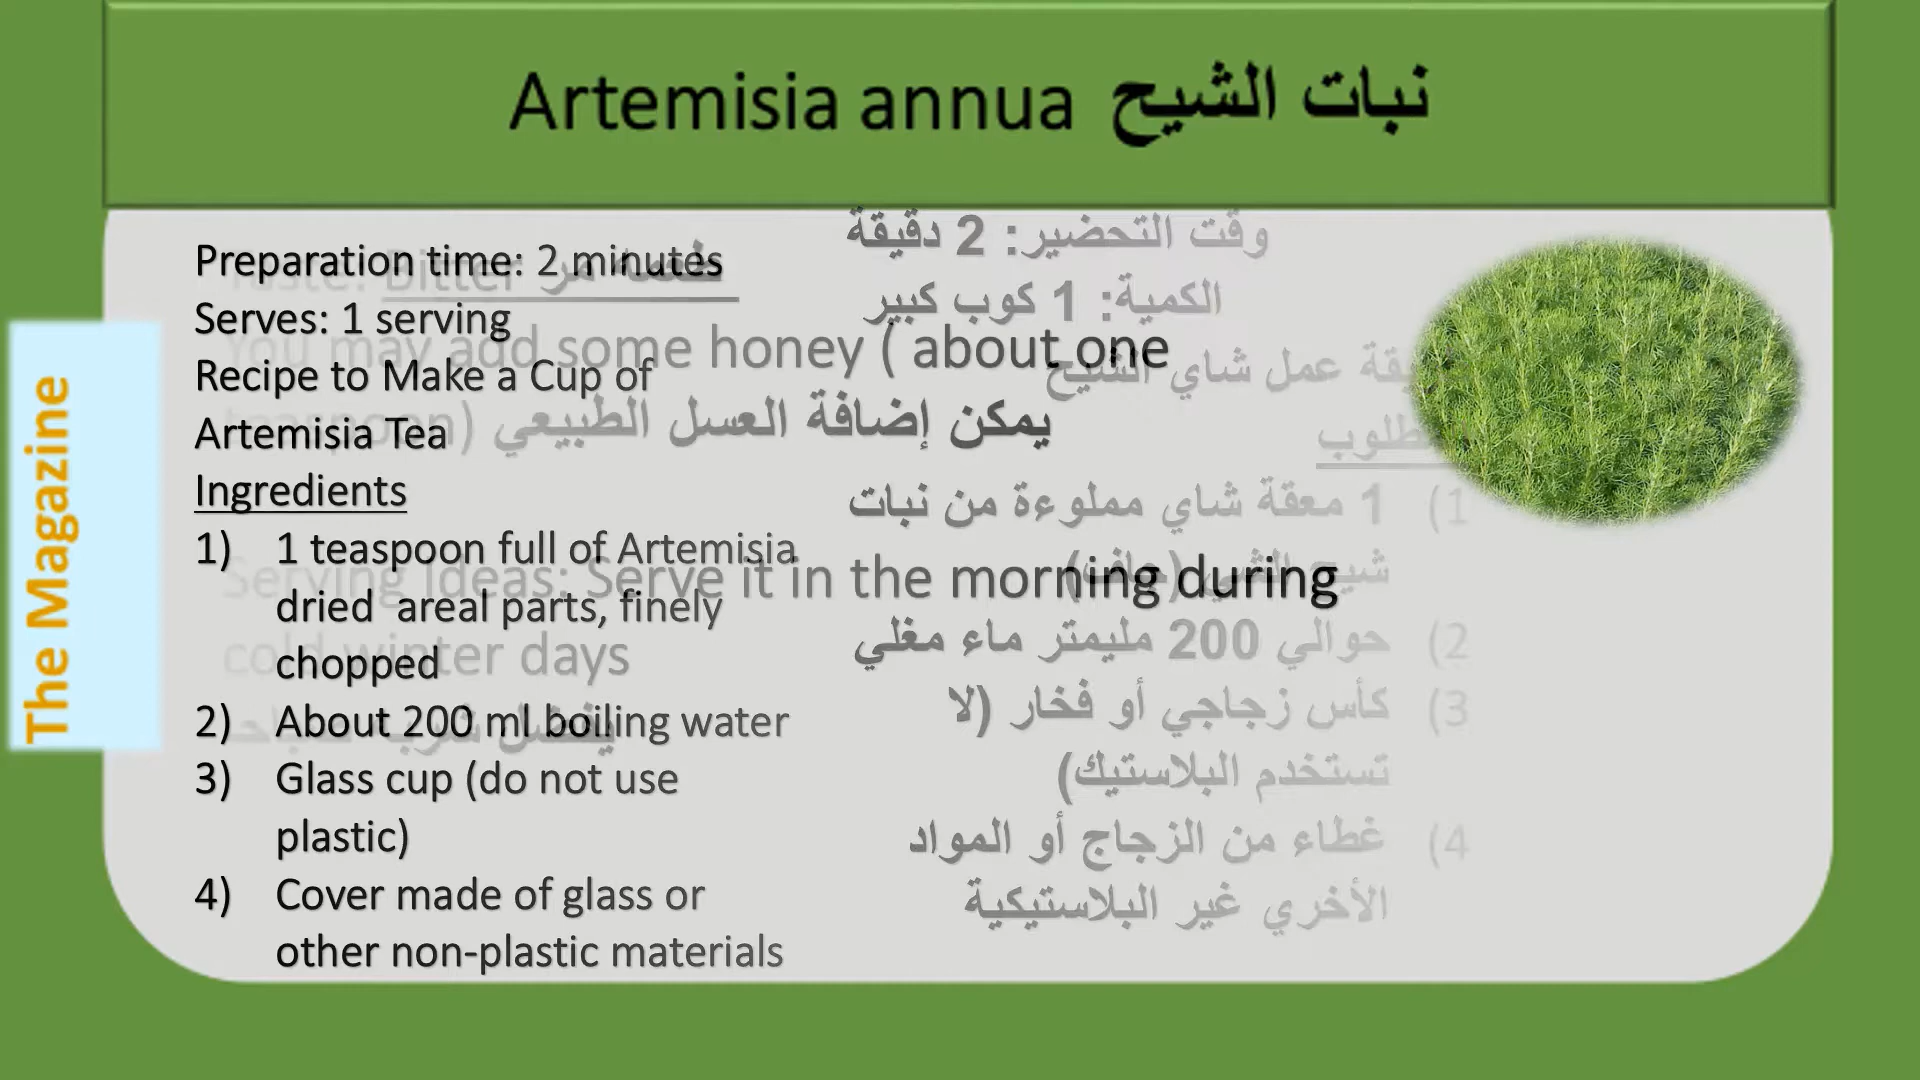 Artemisia annua نبات الشيح
The Magazine
Preparation time: 2 minutes
Serves: 1 serving
Recipe to Make a Cup of
Artemisia Tea
Ingredients
1) 1 teaspoon full of Artemisia
dried areal parts, finely
chopped
2) About 200 ml boiling water
3) Glass cup (do not use
plastic)
4) Cover made of glass or
other non-plastic materials
وقت التحضير: 2 دقيقة
الكمية: 1 كوب كبير
عمل شاي الشيح
1) 1 معقة شاي مملوءة من نبات
شيح
2) حوالي 200 مليمتر ماء مغلي
3) كأس زجاجي أو فخار (لا
تستخدم البلاستيك)
4) غطاء من الزجاج أو المواد
الأخري غير البلاستيكية
Taste: Bitter مر
You may add some honey ( about one
teaspoon) يمكن إضافة العسل الطبيعي
Serving Ideas: Serve it in the morning during
cold winter days
يفضل